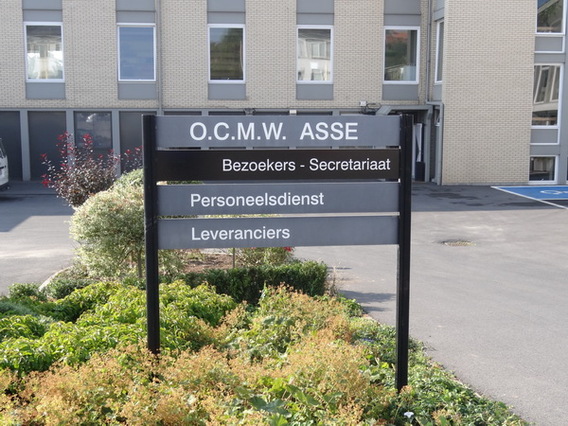 O.C.M.W. ASSE
Bezoekers - Secretariaat
Personeelsdienst
Leveranciers